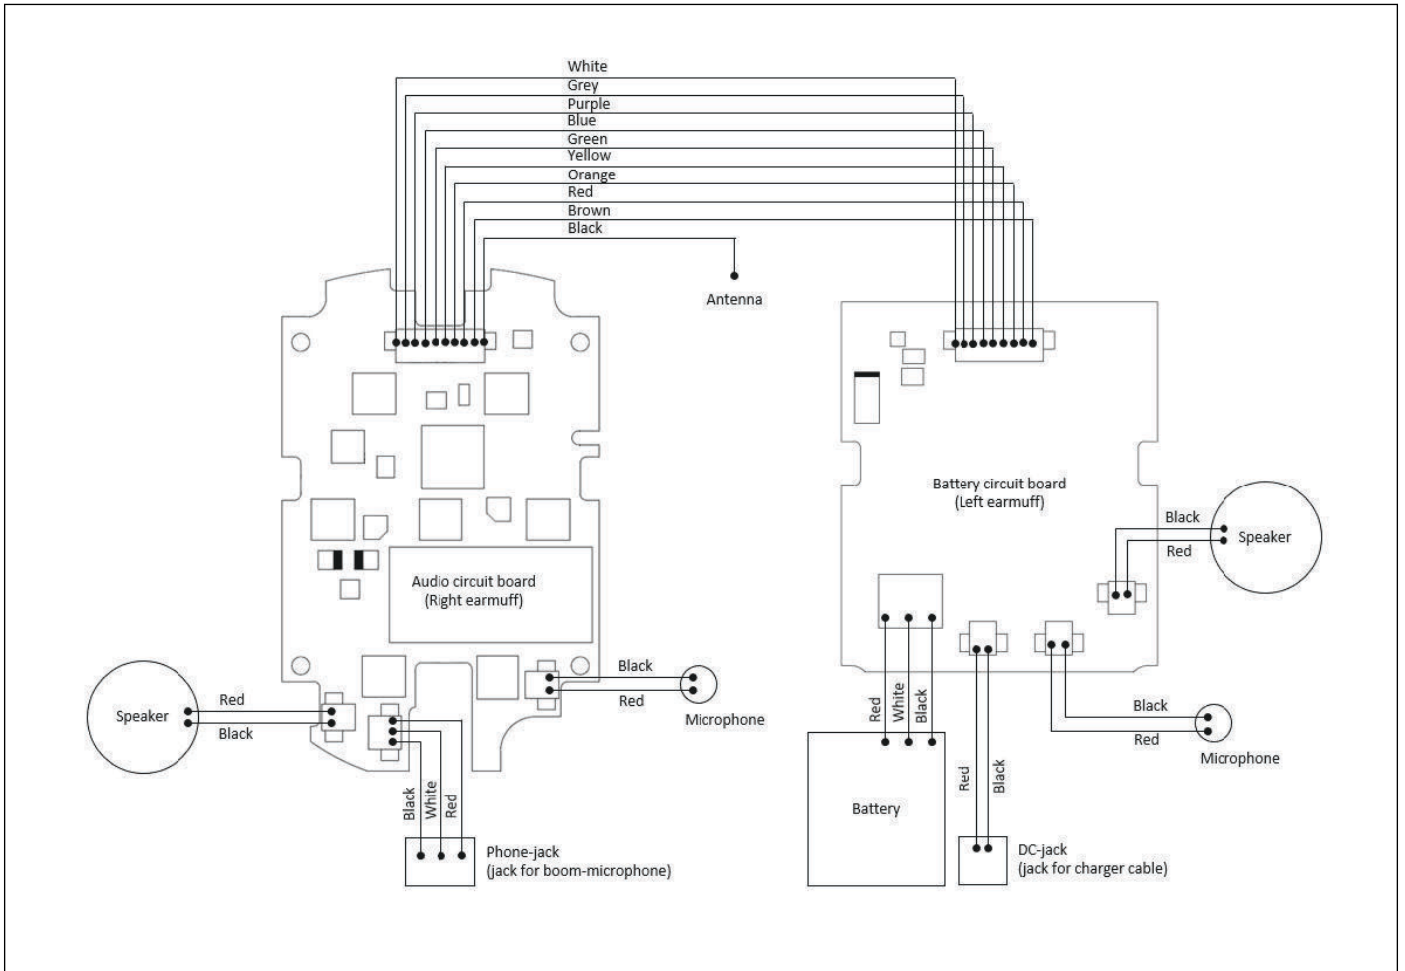 White
Grey
Purple
Blue
Green
Yellow
Orange
Red
Brown
Black
Antenna
Battery circuit board
(Left earmuff)
Black
Red
Speaker
Audio circuit board
(Right earmuff)
Black
Red
Microphone
Red
Black
Speaker
Red
White
Black
Black
Red
Microphone
Black
White
Red
Red
Black
Battery
Phone-jack
(jack for boom-microphone)
DC-jack
(jack for charger cable)